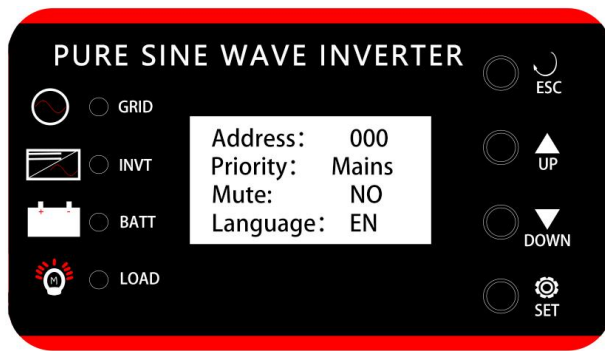 PURE SINE WAVE INVERTER
ESC
GRID
Address: 000
Priority: Mains
UP
INVT
Mute: NO
Language: EN
BATT
DOWN
M
LOAD
SET